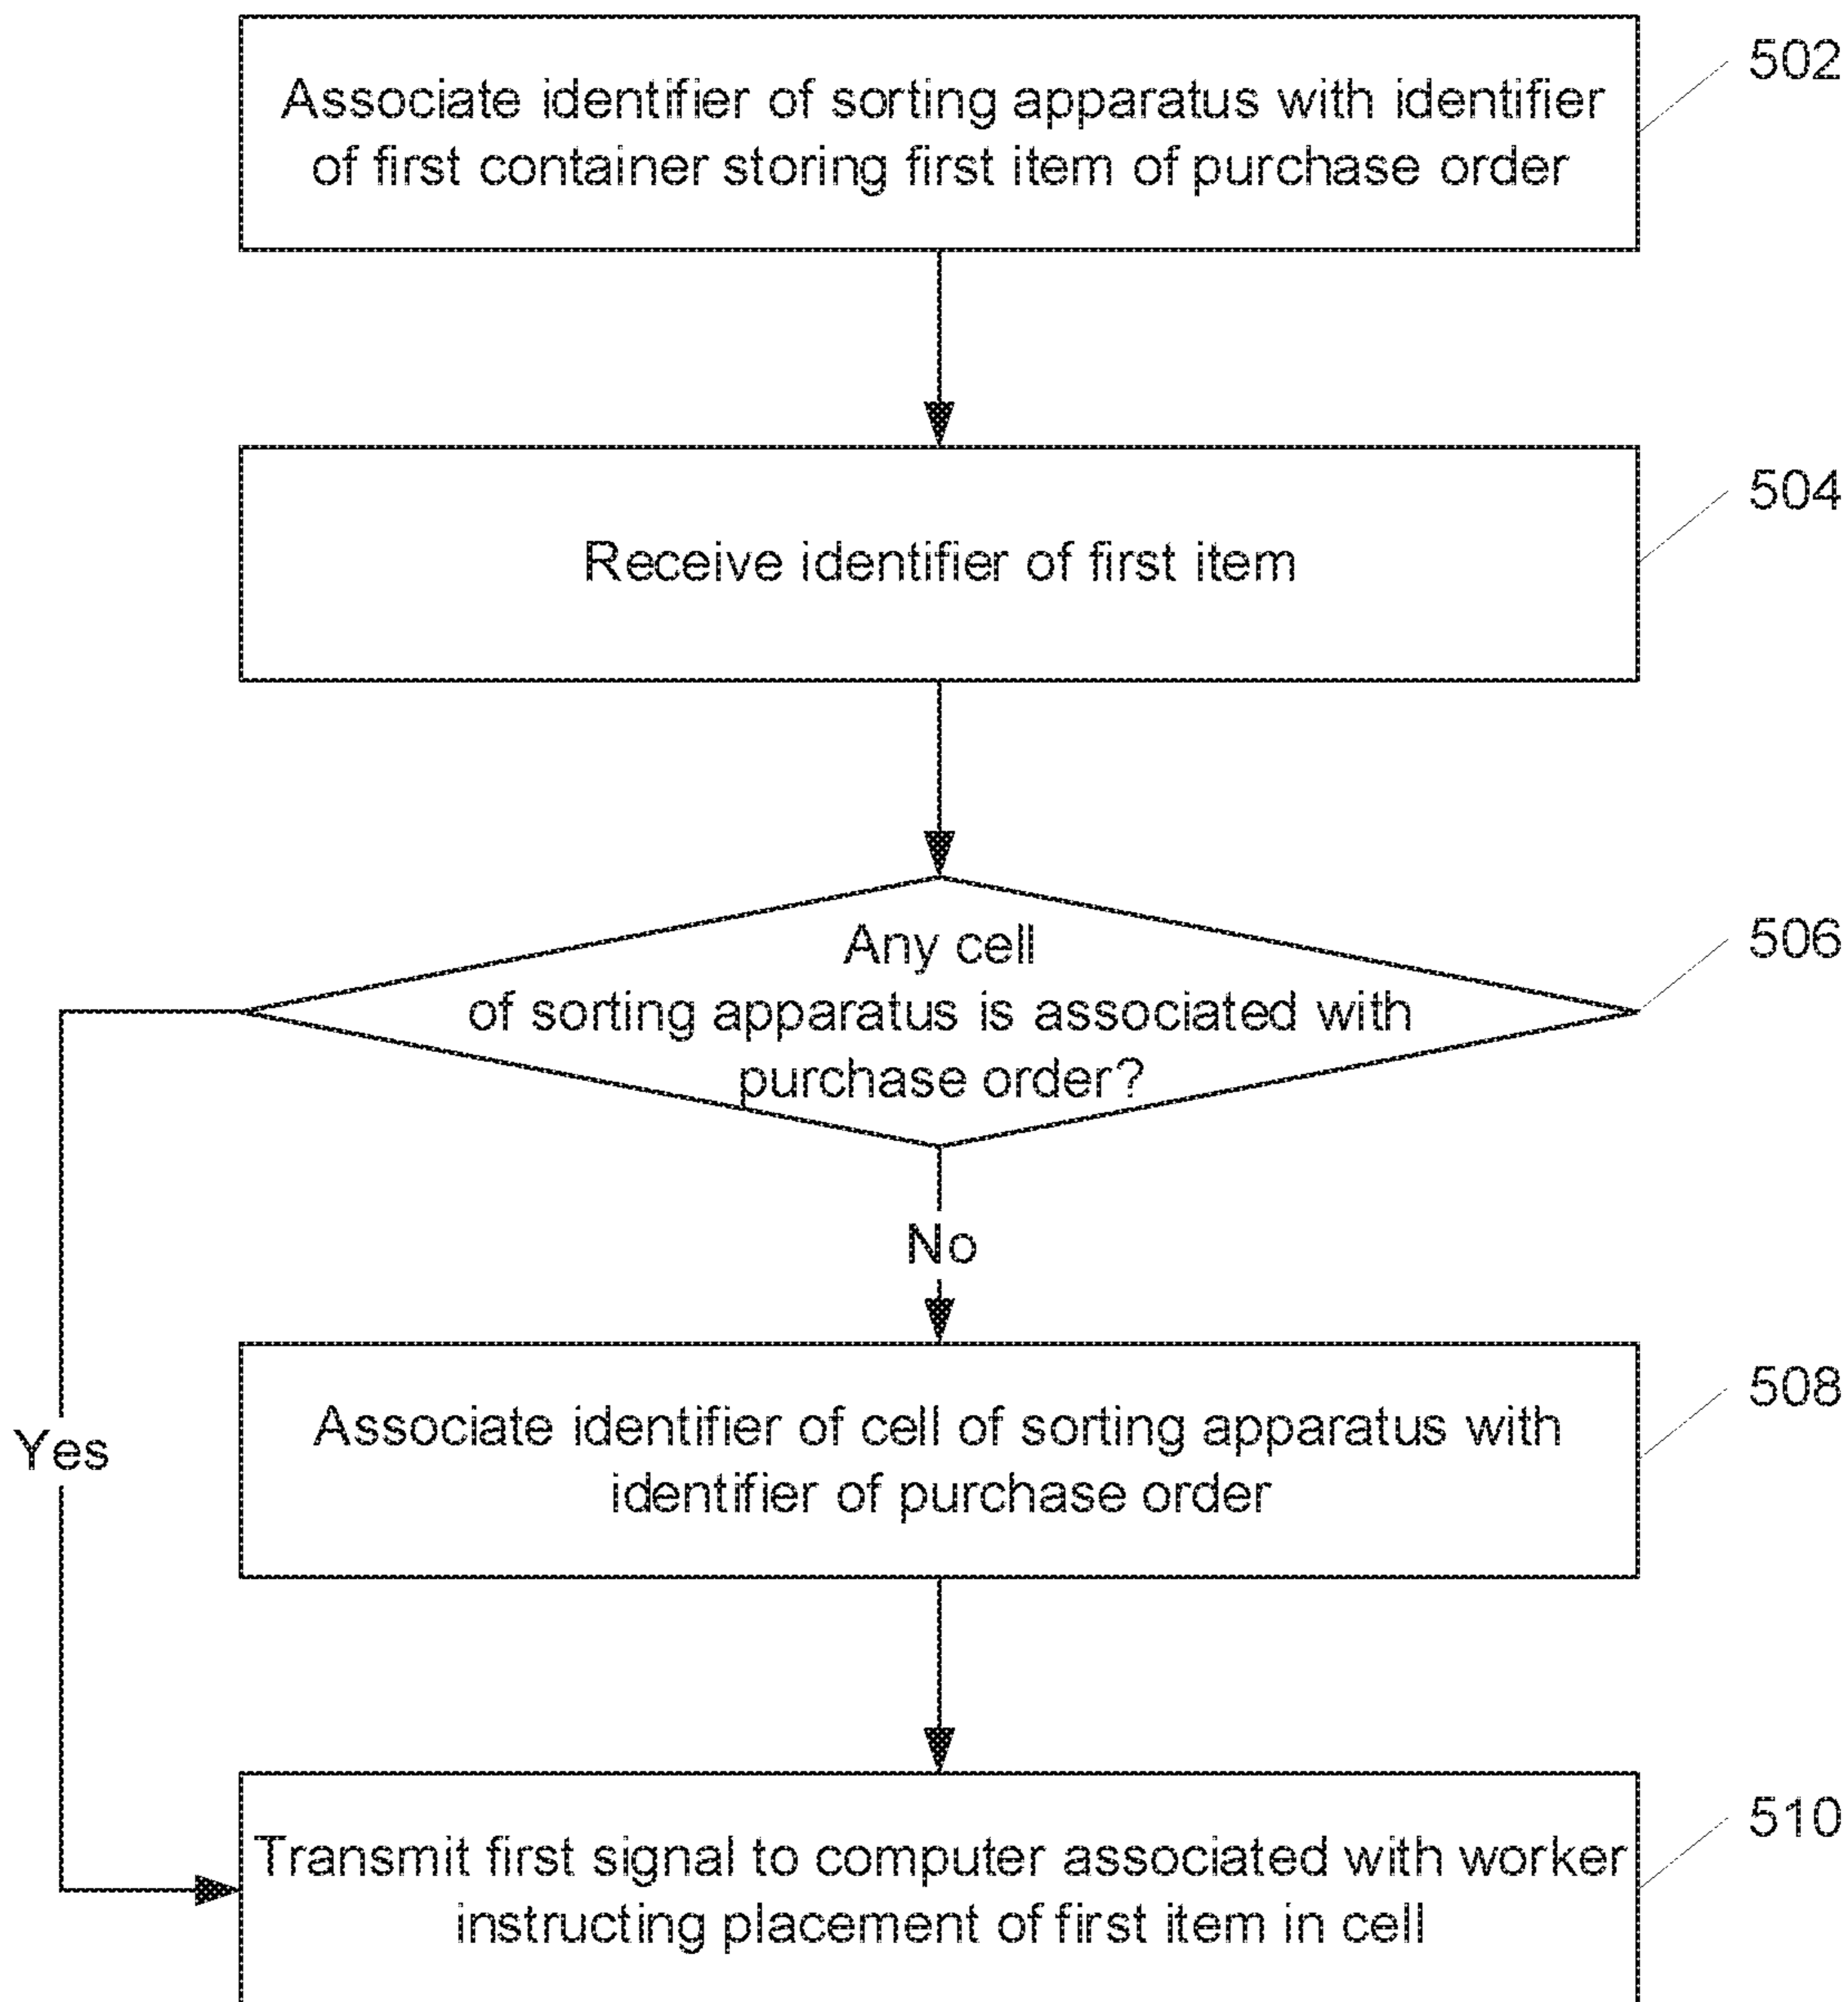 Associate identifier of sorting apparatus with identifier
of first container storing first item of purchase order
502
Receive identifier of first item
504
Any cell
of sorting apparatus is associated with
purchase order?
506
No
Yes
Associate identifier of cell of sorting apparatus with
identifier of purchase order
508
Transmit first signal to computer associated with worker
instructing placement of first item in cell
510